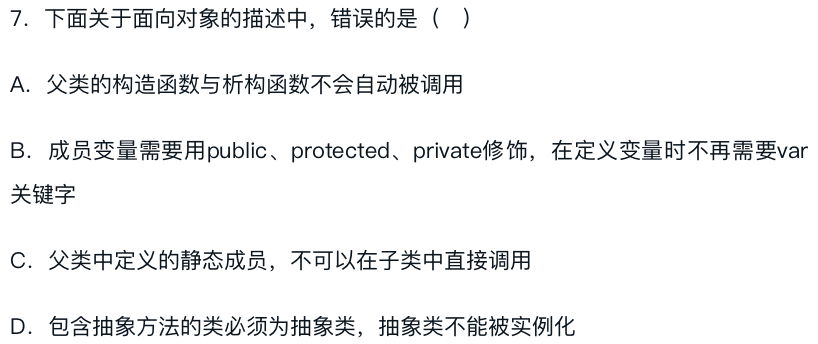 7．下面关于面向对象的描述中，错误的是（　）
A．父类的构造函数与析构函数不会自动被调用
B．成员变量需要用public、protected、private修饰，在定义变量时不再需要var
关键字
C．父类中定义的静态成员，不可以在子类中直接调用
D．包含抽象方法的类必须为抽象类，抽象类不能被实例化